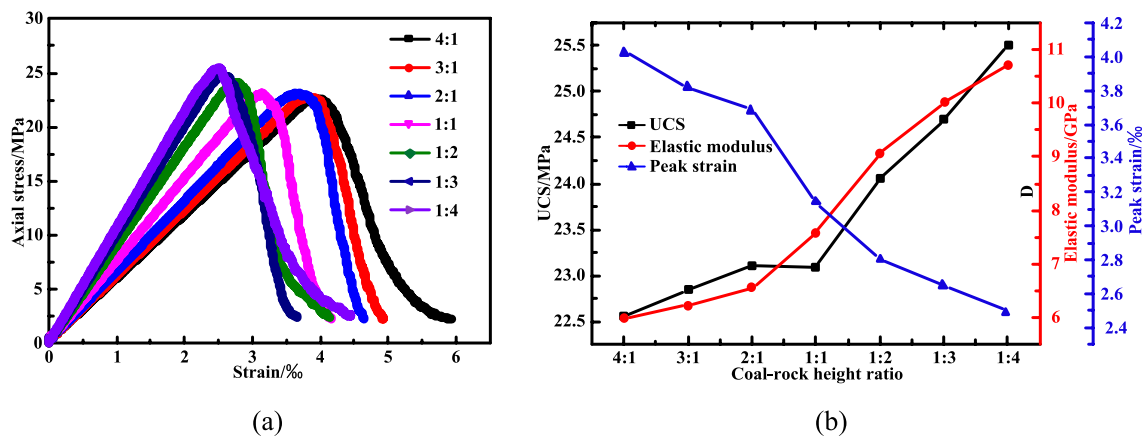 30
25
20
15
10
5
0
Axial stress/MPa
4:1
3:1
2:1
1:1
1:2
1:3
1:4
0 1 2 3 4 5 6
Strain/‰
(a)
25.5
25.0
24.5
24.0
23.5
23.0
22.5
UCS/MPa
UCS
Elastic modulus
Peak strain
4:1 3:1 2:1 1:1 1:2 1:3 1:4
Coal-rock height ratio
D
11
10
9
8
7
6
Elastic modulus/GPa
4.2
4.0
3.8
3.6
3.4
3.2
3.0
2.8
2.6
2.4
Peak strain/‰
(b)